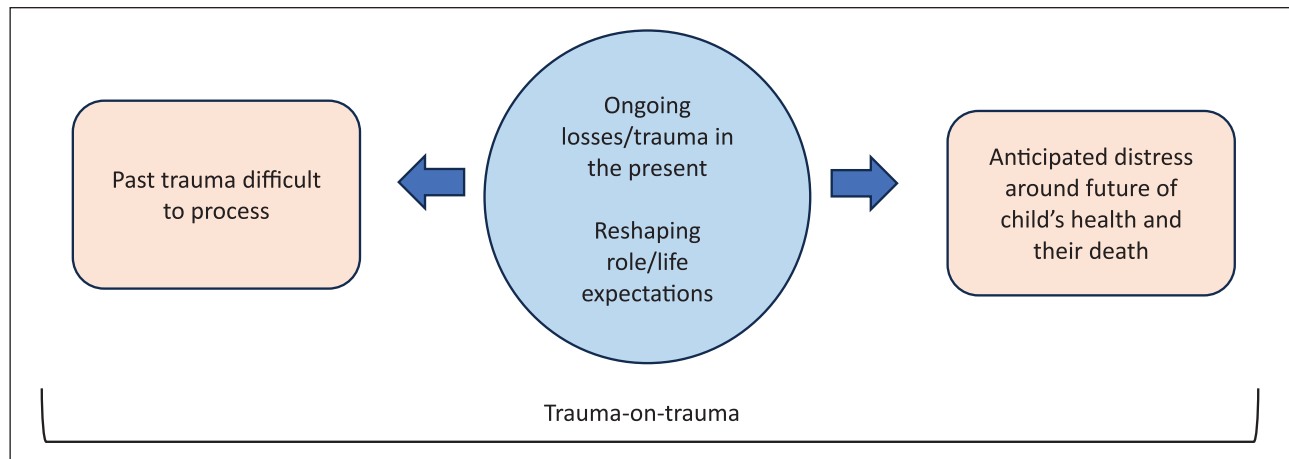 Past trauma difficult
to process
Ongoing
losses/trauma in
the present
Reshaping
role/life
expectations
Anticipated distress
around future of
child’s health and
their death
Trauma-on-trauma